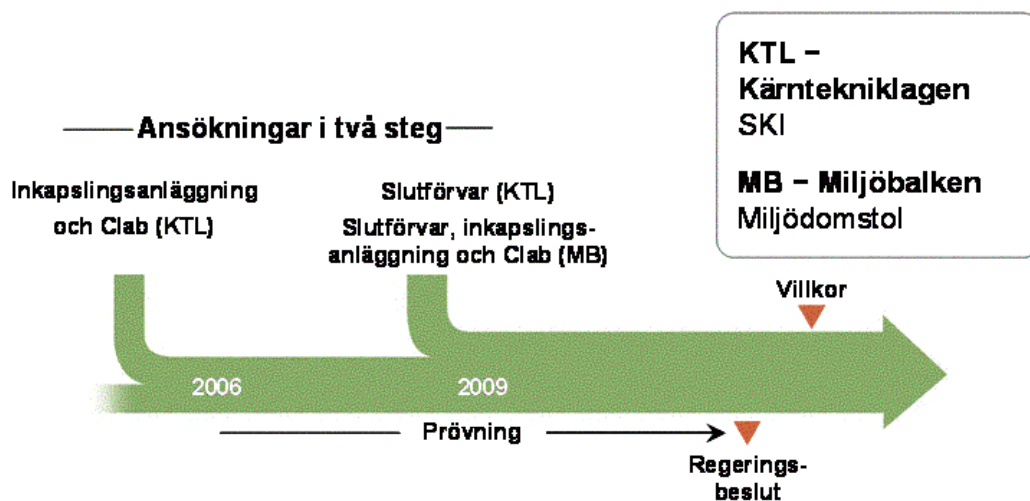 Ansökningar i två steg
Inkapslingsanläggning
och Clab (KTL)
Slutförvar (KTL)
Slutförvar, inkapslings-
anläggning och Clab (MB)
KTL –
Kärntekniklagen
SKI
MB – Miljöbalken
Miljödomstol
Villkor
2006
2009
Prövning
Regerings-
beslut